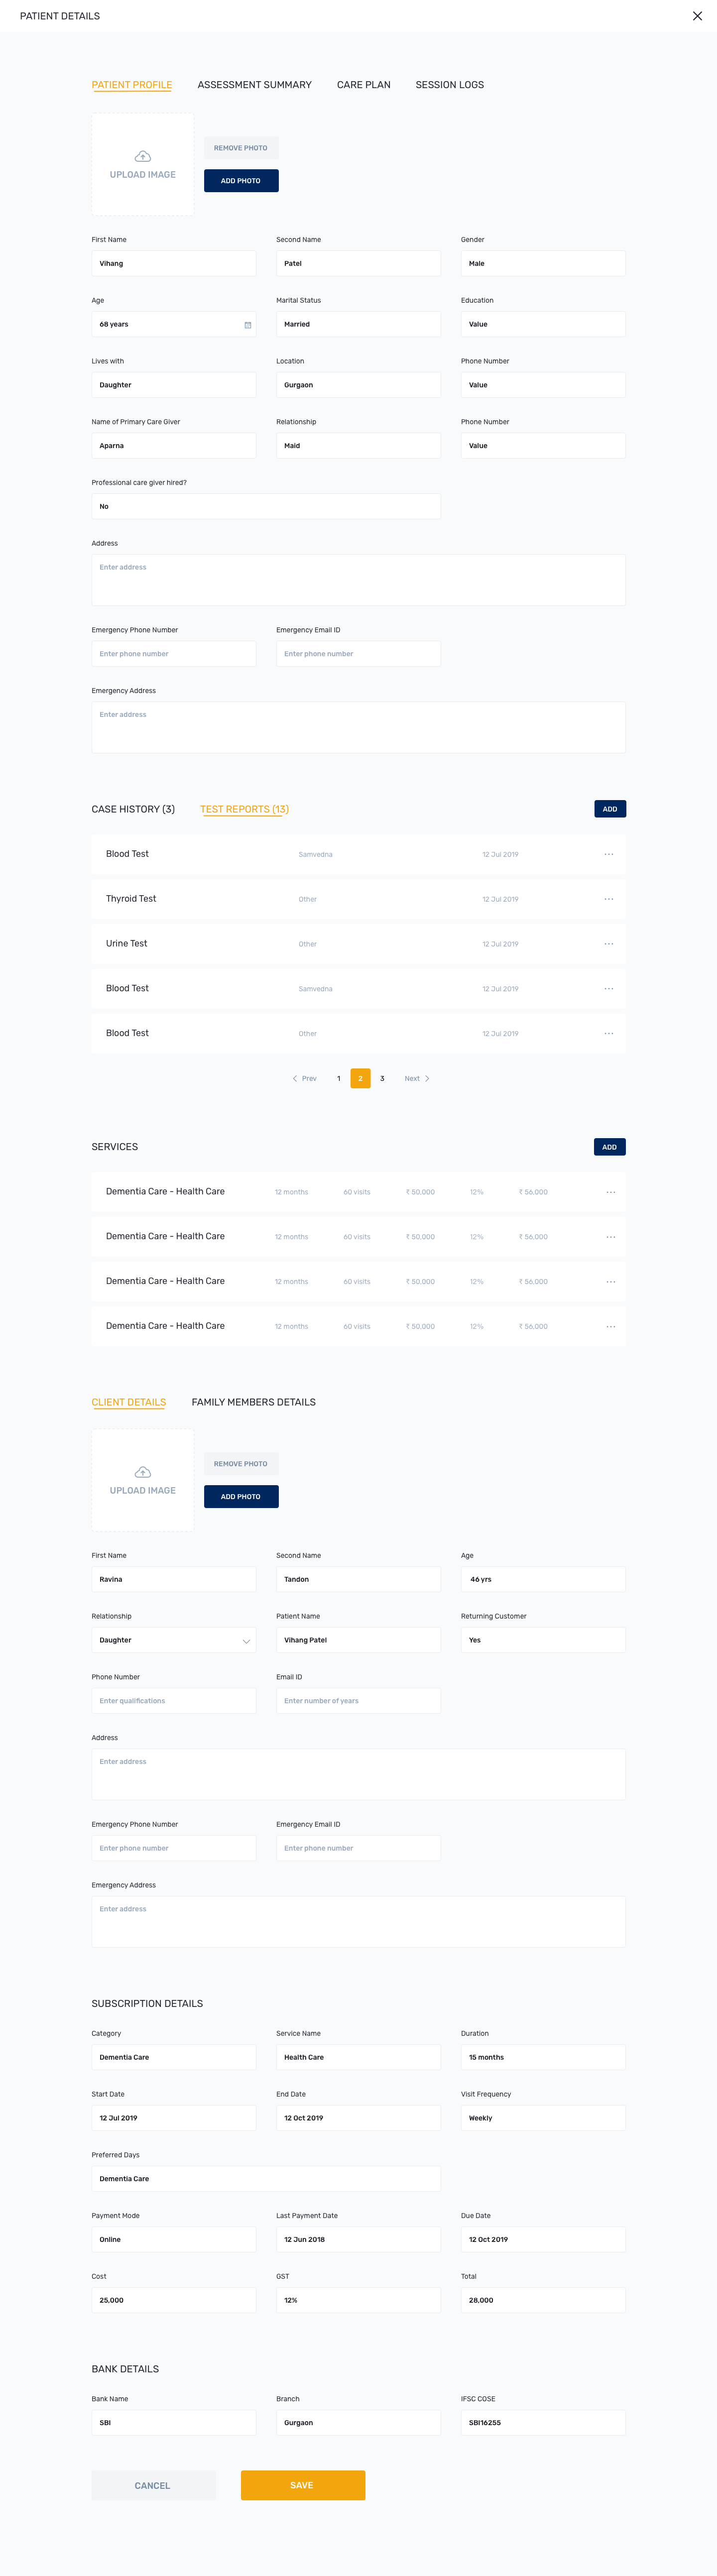 PATIENT DETAILS
PATIENT PROFILE ASSESSMENT SUMMARY CARE PLAN SESSION LOGS
REMOVE PHOTO
UPLOAD IMAGE
ADD PHOTO
First Name Second Name Gender
Vihang Patel Male
Age Marital Status Education
68 years Married Value
Lives with Location Phone Number
Daughter Gurgaon Value
Name of Primary Care Giver Relationship Phone Number
Aparna Maid Value
Professional care giver hired?
No
Address
Enter address
Emergency Phone Number Emergency Email ID
Enter phone number Enter phone number
Emergency Address
Enter address
CASE HISTORY (3) TEST REPORTS (13) ADD
Blood Test Samvedna 12 Jul 2019 ...
Thyroid Test Other 12 Jul 2019 ...
Urine Test Other 12 Jul 2019 ...
Blood Test Samvedna 12 Jul 2019 ...
Blood Test Other 12 Jul 2019 ...
Prev 1 2 3 Next
SERVICES ADD
Dementia Care - Health Care 12 months 60 visits ₹ 50,000 12% ₹ 56,000 ...
Dementia Care - Health Care 12 months 60 visits ₹ 50,000 12% ₹ 56,000 ...
Dementia Care - Health Care 12 months 60 visits ₹ 50,000 12% ₹ 56,000 ...
Dementia Care - Health Care 12 months 60 visits ₹ 50,000 12% ₹ 56,000 ...
CLIENT DETAILS FAMILY MEMBERS DETAILS
REMOVE PHOTO
UPLOAD IMAGE
ADD PHOTO
First Name Second Name Age
Ravina Tandon 46 yrs
Relationship Patient Name Returning Customer
Daughter Vihang Patel Yes
Phone Number Email ID
Enter qualifications Enter number of years
Address
Enter address
Emergency Phone Number Emergency Email ID
Enter phone number Enter phone number
Emergency Address
Enter address
SUBSCRIPTION DETAILS
Category Service Name Duration
Dementia Care Health Care 15 months
Start Date End Date Visit Frequency
12 Jul 2019 12 Oct 2019 Weekly
Preferred Days
Dementia Care
Payment Mode Last Payment Date Due Date
Online 12 Jun 2018 12 Oct 2019
Cost GST Total
25,000 12% 28,000
BANK DETAILS
Bank Name Branch IFSC COSE
SBI Gurgaon SBI16255
CANCEL SAVE